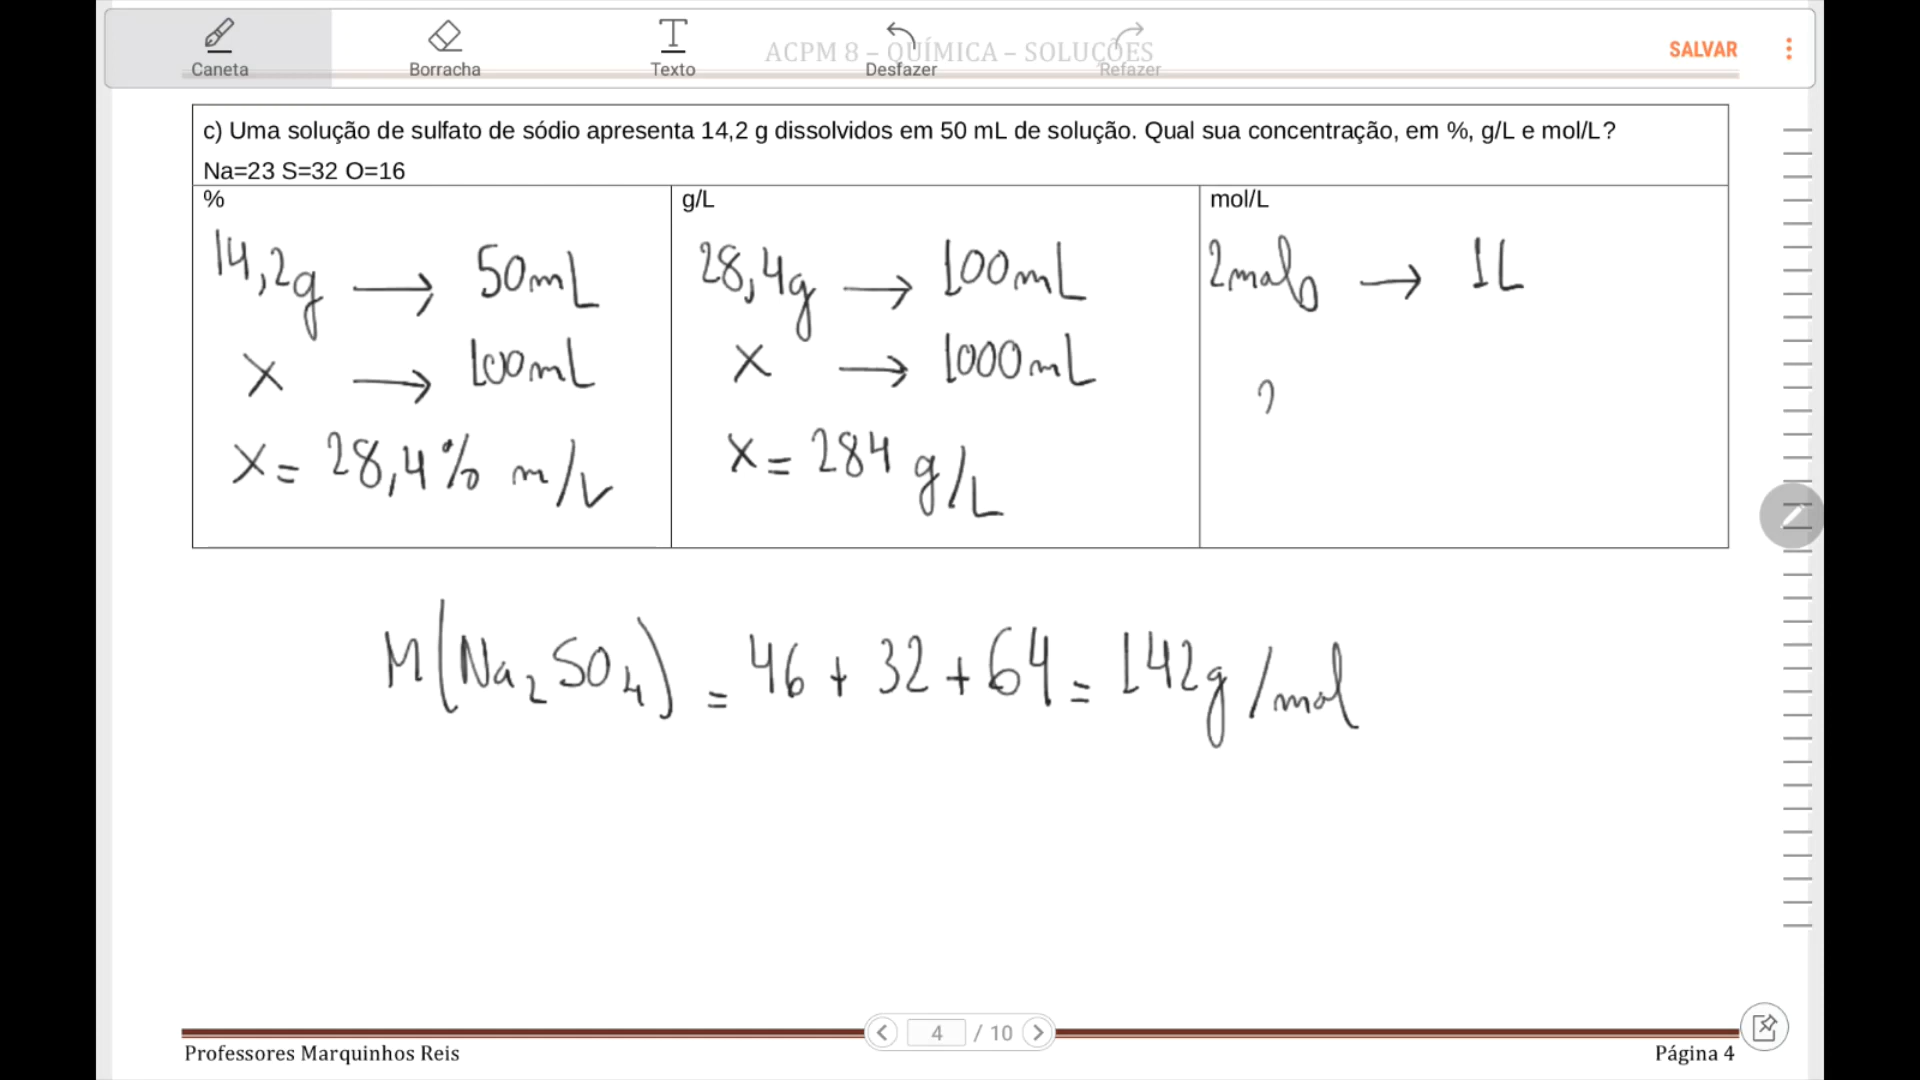 Caneta
Borracha
Texto
Desfazer
Refazer
SALVAR
ACPM 8 – QUÍMICA – SOLUÇÕES
c) Uma solução de sulfato de sódio apresenta 14,2 g dissolvidos em 50 mL de solução. Qual sua concentração, em %, g/L e mol/L?
Na=23 S=32 O=16
%
14,2g → 50mL
x → 100mL
x = 28,4% m/v
g/L
28,4g → 100mL
x → 1000mL
x = 284 g/L
mol/L
2mols → 1L
2
M(Na₂SO₄) = 46 + 32 + 64 = 142g/mol
4 / 10
Professores Marquinhos Reis
Página 4